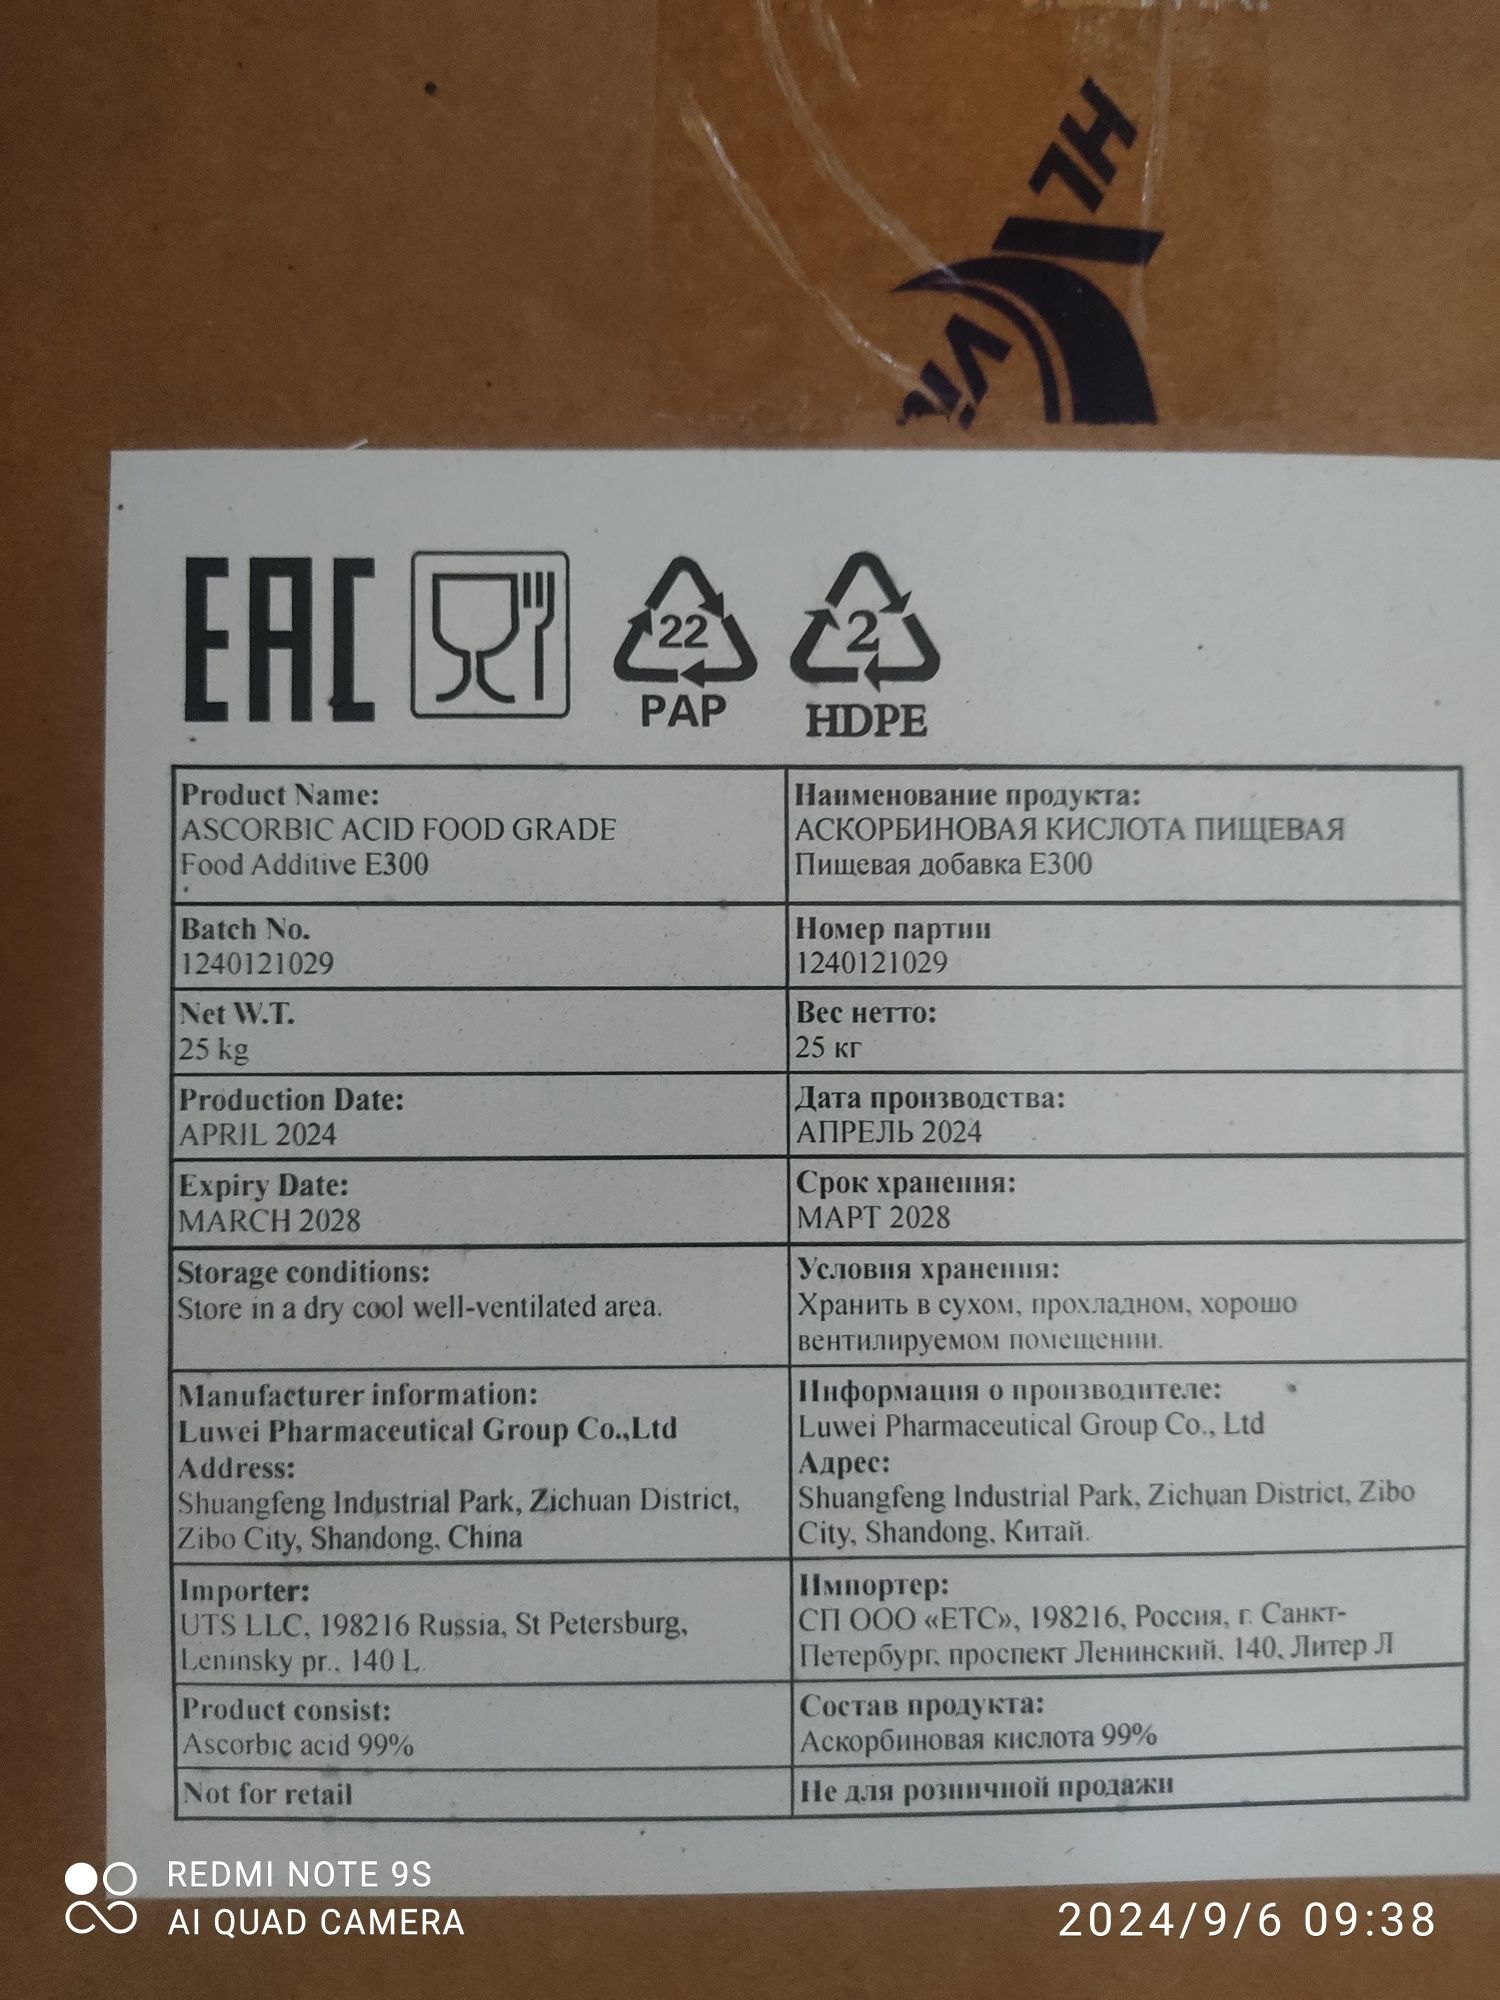 HL
EAC
22
PAP
2
HDPE
Product Name:
ASCORBIC ACID FOOD GRADE
Food Additive E300
Наименование продукта:
АСКОРБИНОВАЯ КИСЛОТА ПИЩЕВАЯ
Пищевая добавка Е300
Batch No.
1240121029
Номер партии
1240121029
Net W.T.
25 kg
Вес нетто:
25 кг
Production Date:
APRIL 2024
Дата производства:
АПРЕЛЬ 2024
Expiry Date:
MARCH 2028
Срок хранения:
МАРТ 2028
Storage conditions:
Store in a dry cool well-ventilated area.
Условия хранения:
Хранить в сухом, прохладном, хорошо
вентилируемом помещении.
Manufacturer information:
Luwei Pharmaceutical Group Co.,Ltd
Address:
Shuangfeng Industrial Park, Zichuan District,
Zibo City, Shandong, China
Информация о производителе:
Luwei Pharmaceutical Group Co., Ltd
Адрес:
Shuangfeng Industrial Park, Zichuan District, Zibo
City, Shandong, Китай.
Importer:
UTS LLC, 198216 Russia, St Petersburg,
Leninsky pr., 140 L
Импортер:
СП ООО «ЕТС», 198216, Россия, г. Санкт-
Петербург, проспект Ленинский, 140, Литер Л
Product consist:
Ascorbic acid 99%
Состав продукта:
Аскорбиновая кислота 99%
Not for retail
Не для розничной продажи
REDMI NOTE 9S
AI QUAD CAMERA
2024/9/6 09:38